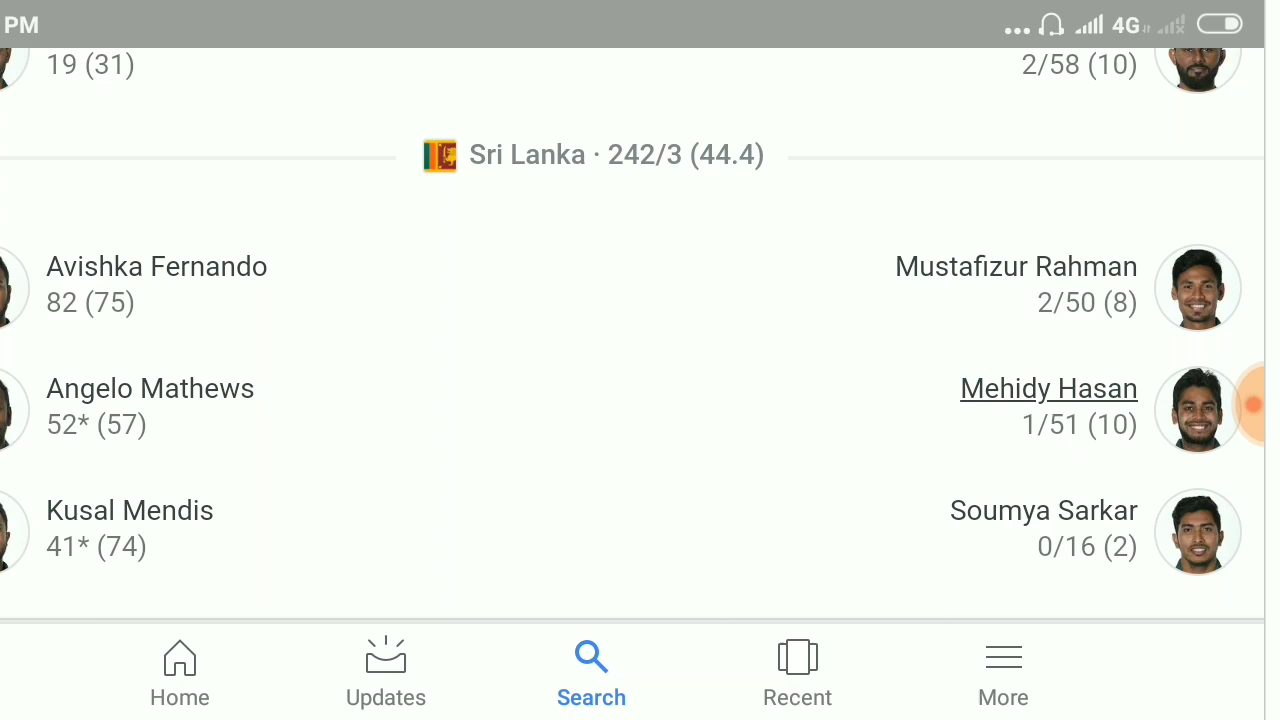 PM
4G
19 (31)
2/58 (10)
Sri Lanka · 242/3 (44.4)
Avishka Fernando
82 (75)
Mustafizur Rahman
2/50 (8)
Angelo Mathews
52* (57)
Mehidy Hasan
1/51 (10)
Kusal Mendis
41* (74)
Soumya Sarkar
0/16 (2)
Home
Updates
Search
Recent
More